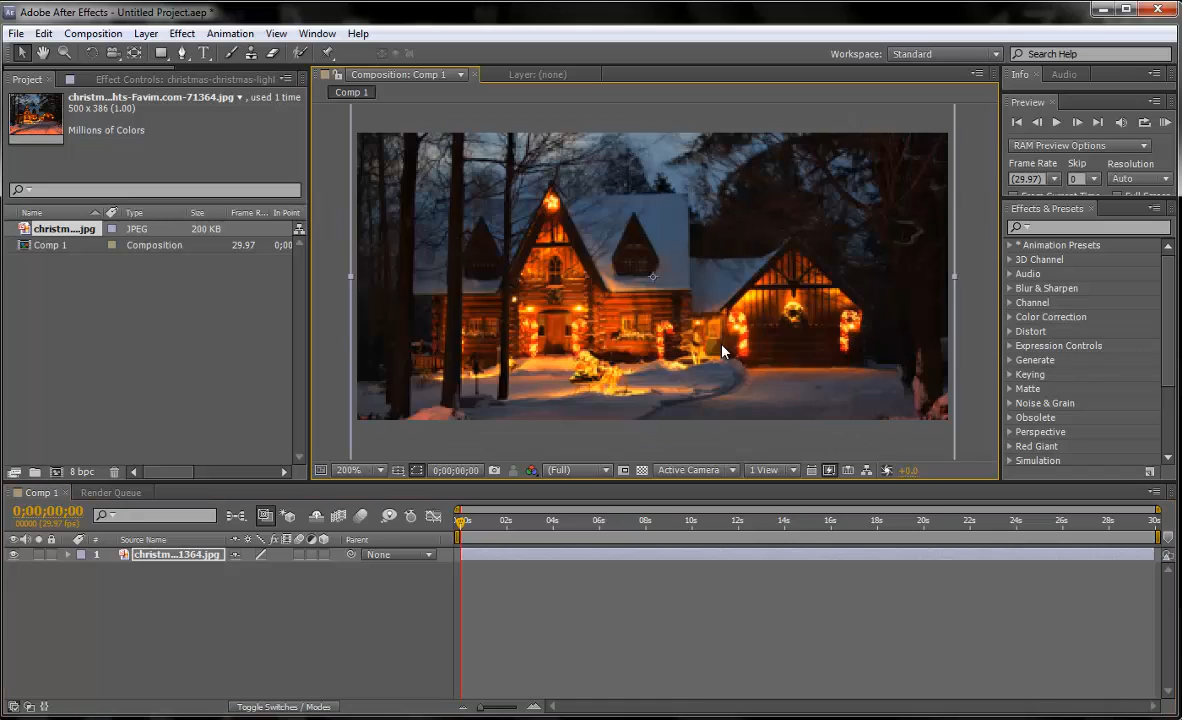 Adobe After Effects - Untitled Project.aep *
File Edit Composition Layer Effect Animation View Window Help
Workspace: Standard Search Help
Project Effect Controls: christmas-christmas-light Composition: Comp 1 Layer: (none) Info Audio
christm...hts-Favim.com-71364.jpg , used 1 time
500 x 386 (1.00)
Millions of Colors
Comp 1
Preview
RAM Preview Options
Frame Rate Skip Resolution
(29.97) 0 Auto
Effects & Presets
Name Type Size Frame R... In Point
christm....jpg JPEG 200 KB
Comp 1 Composition 29.97 0;00
* Animation Presets
3D Channel
Audio
Blur & Sharpen
Channel
Color Correction
Distort
Expression Controls
Generate
Keying
Matte
Noise & Grain
Obsolete
Perspective
Red Giant
Simulation
8 bpc
200% 0;00;00;00 (Full) Active Camera 1 View +0.0
Comp 1 Render Queue
0;00;00;00
00000 (29.97 fps)
02s 04s 06s 08s 10s 12s 14s 16s 18s 20s 22s 24s 26s 28s 30s
# Source Name Parent
1 christm...1364.jpg None
Toggle Switches / Modes